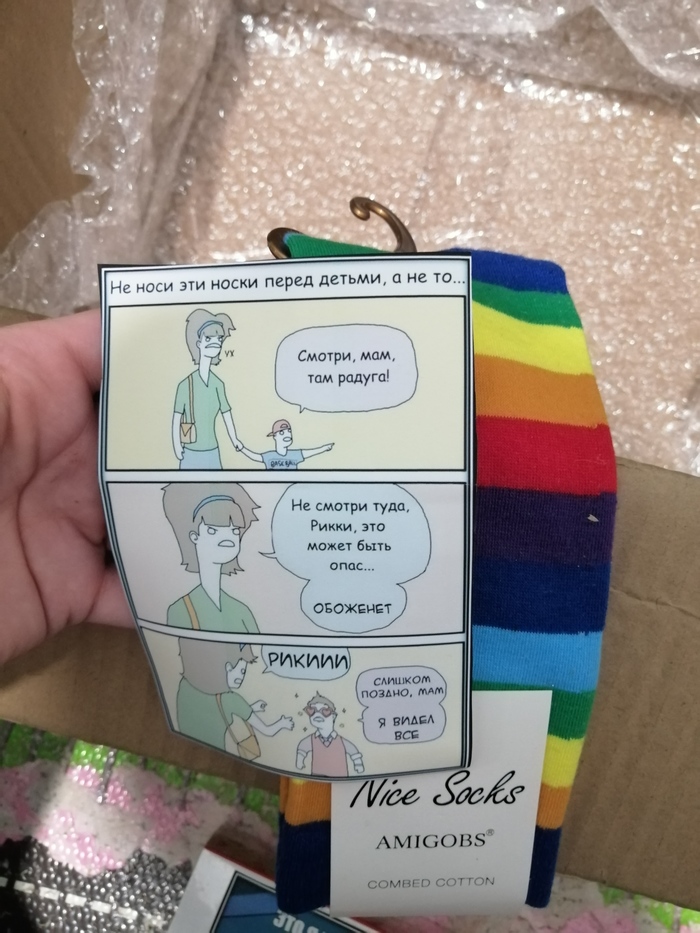 Не носи эти носки перед детьми, а не то...
УХ
Смотри, мам,
там радуга!
Не смотри туда,
Рикки, это
может быть
опас...
ОБОЖЕНЕТ
РИКИИИ
СЛИШКОМ
ПОЗДНО, МАМ
Я ВИДЕЛ
ВСЕ
Nice Socks
AMIGOBS®
COMBED COTTON